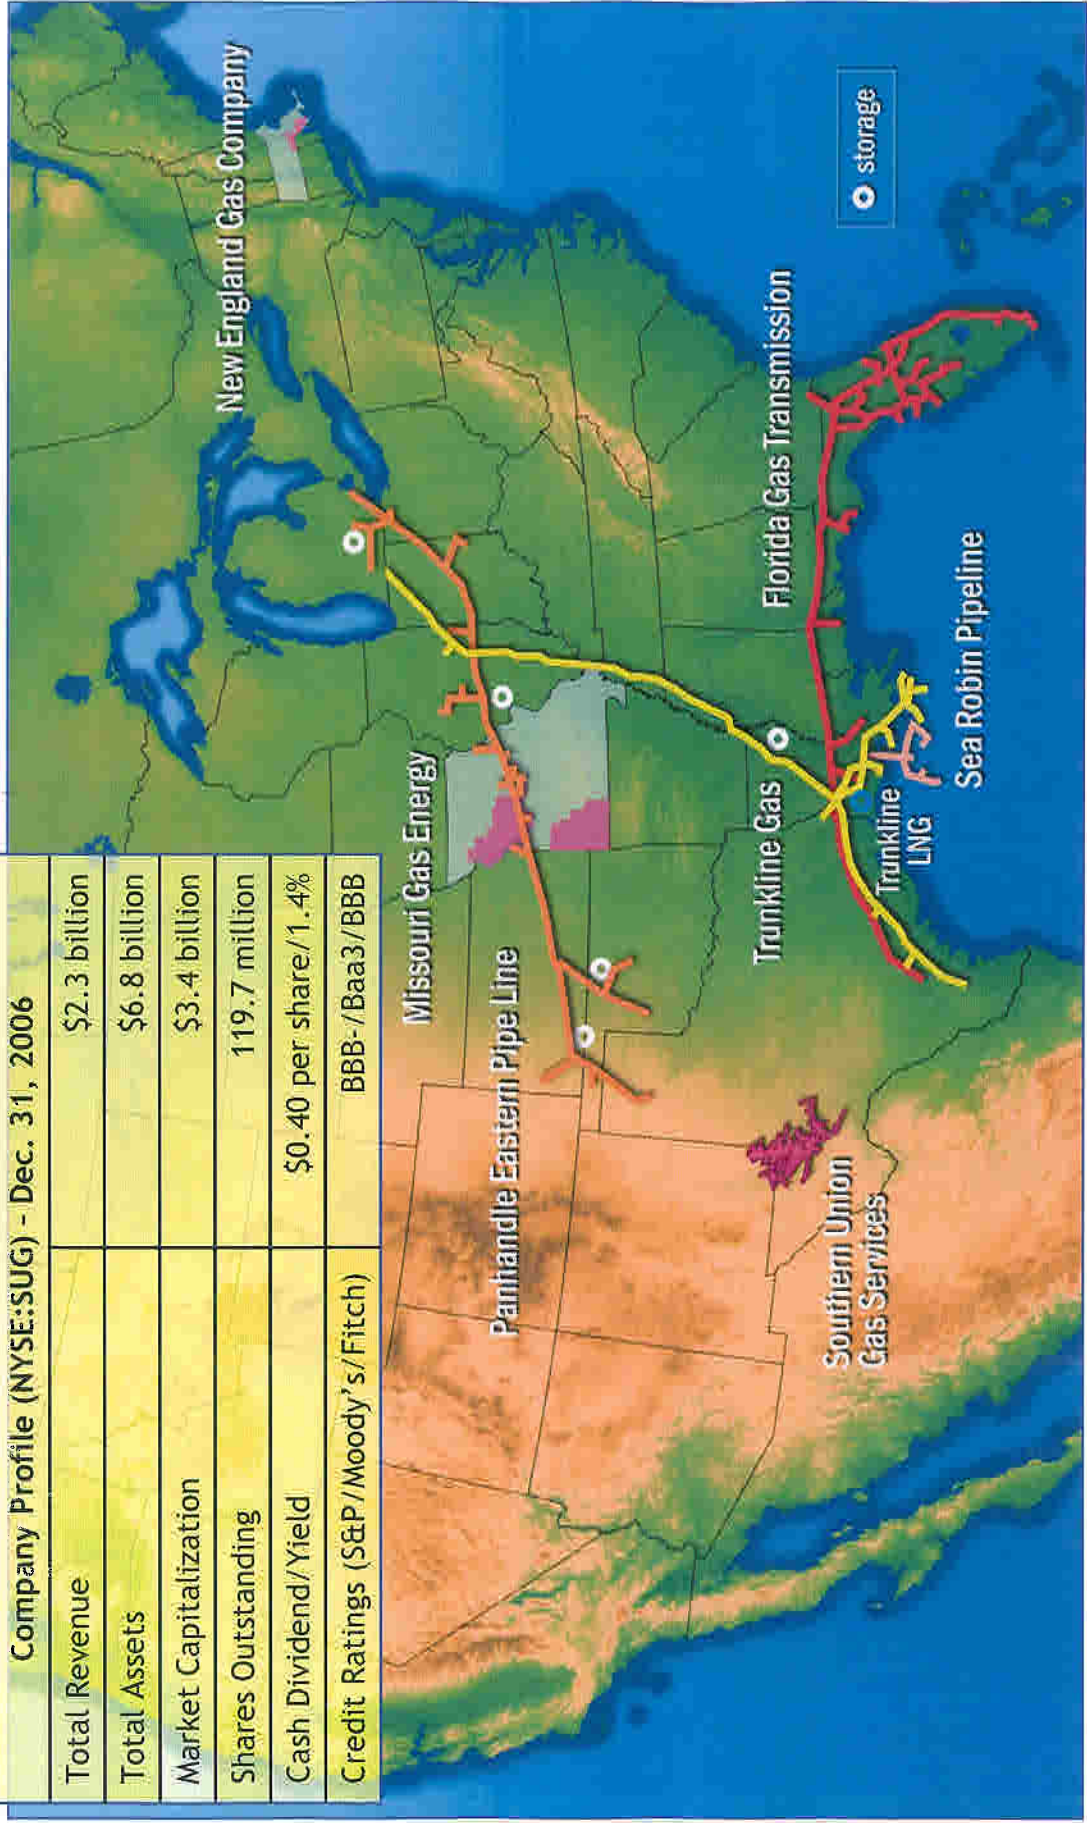 Company Profile (NYSE:SUG) - Dec. 31, 2006
Total Revenue $2.3 billion
Total Assets $6.8 billion
Market Capitalization $3.4 billion
Shares Outstanding 119.7 million
Cash Dividend/Yield $0.40 per share/1.4%
Credit Ratings (S&P/Moody's/Fitch) BBB-/Baa3/BBB
New England Gas Company
Missouri Gas Energy
Panhandle Eastern Pipe Line
Trunkline Gas
Florida Gas Transmission
Southern Union
Gas Services
Trunkline
LNG
Sea Robin Pipeline
storage